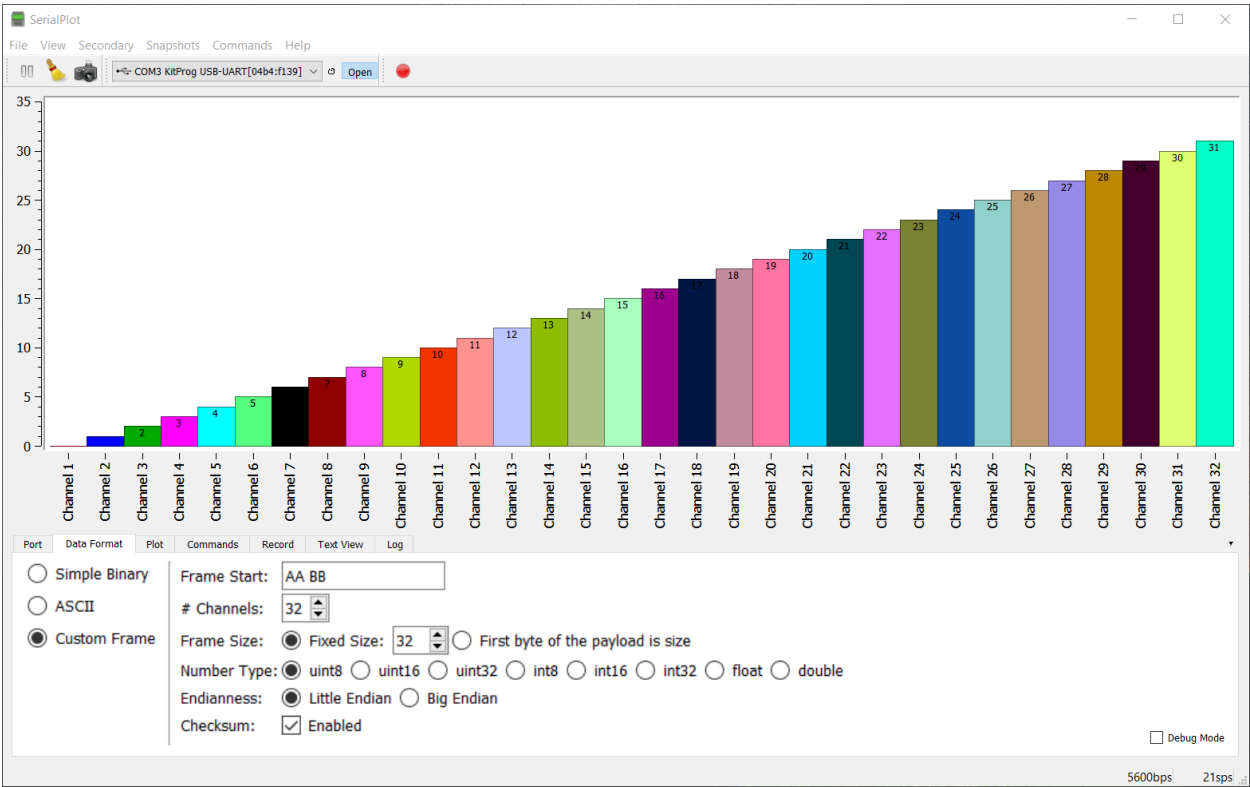 SerialPlot
File View Secondary Snapshots Commands Help
COM3 KitProg USB-UART[04b4:f139] Open
35
30
25
20
15
10
5
0
2 3 4 5 7 8 9 10 11 12 13 14 15 16 17 18 19 20 21 22 23 24 25 26 27 28 29 30 31
Channel 1 Channel 2 Channel 3 Channel 4 Channel 5 Channel 6 Channel 7 Channel 8 Channel 9 Channel 10 Channel 11 Channel 12 Channel 13 Channel 14 Channel 15 Channel 16 Channel 17 Channel 18 Channel 19 Channel 20 Channel 21 Channel 22 Channel 23 Channel 24 Channel 25 Channel 26 Channel 27 Channel 28 Channel 29 Channel 30 Channel 31 Channel 32
Port Data Format Plot Commands Record Text View Log
Simple Binary
ASCII
Custom Frame
Frame Start: AA BB
# Channels: 32
Frame Size: Fixed Size: 32 First byte of the payload is size
Number Type: uint8 uint16 uint32 int8 int16 int32 float double
Endianness: Little Endian Big Endian
Checksum: Enabled
Debug Mode
5600bps 21sps